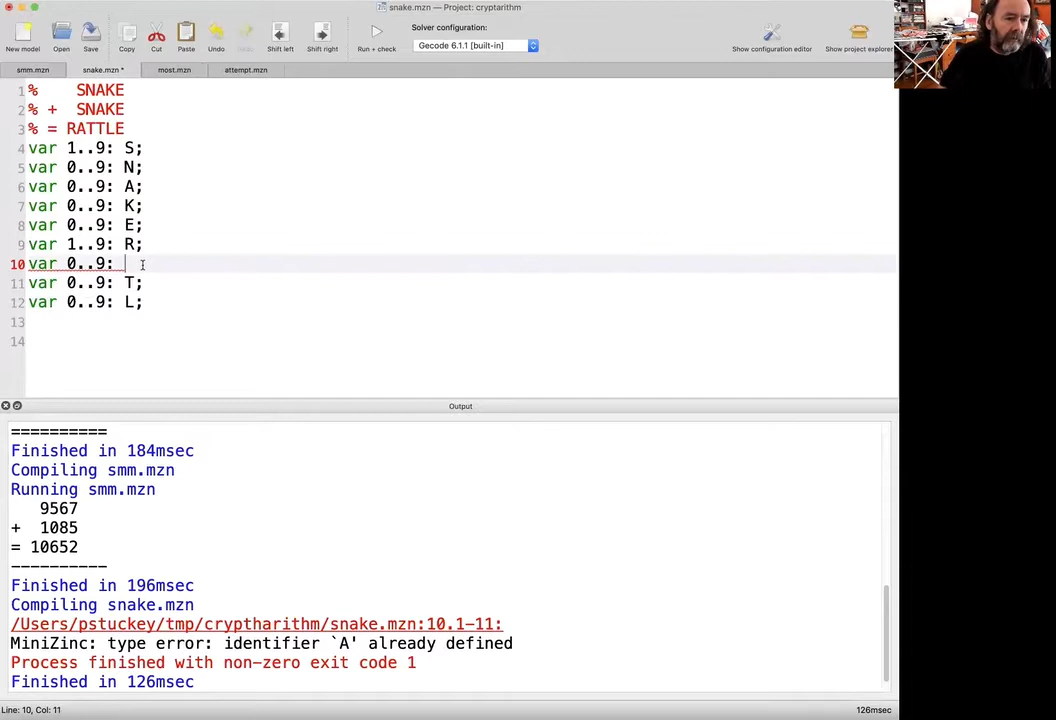 snake.mzn — Project: cryptarithm
Solver configuration:
New model Open Save Copy Cut Paste Undo Redo Shift left Shift right Run + check Gecode 6.1.1 [built-in] Show configuration editor Show project explorer
smm.mzn snake.mzn * most.mzn attempt.mzn
1 % SNAKE
2 % + SNAKE
3 % = RATTLE
4 var 1..9: S;
5 var 0..9: N;
6 var 0..9: A;
7 var 0..9: K;
8 var 0..9: E;
9 var 1..9: R;
10 var 0..9:
11 var 0..9: T;
12 var 0..9: L;
13
14
Output
==========
Finished in 184msec
Compiling smm.mzn
Running smm.mzn
9567
+ 1085
= 10652
----------
Finished in 196msec
Compiling snake.mzn
/Users/pstuckey/tmp/cryptharithm/snake.mzn:10.1-11:
MiniZinc: type error: identifier `A' already defined
Process finished with non-zero exit code 1
Finished in 126msec
Line: 10, Col: 11 126msec